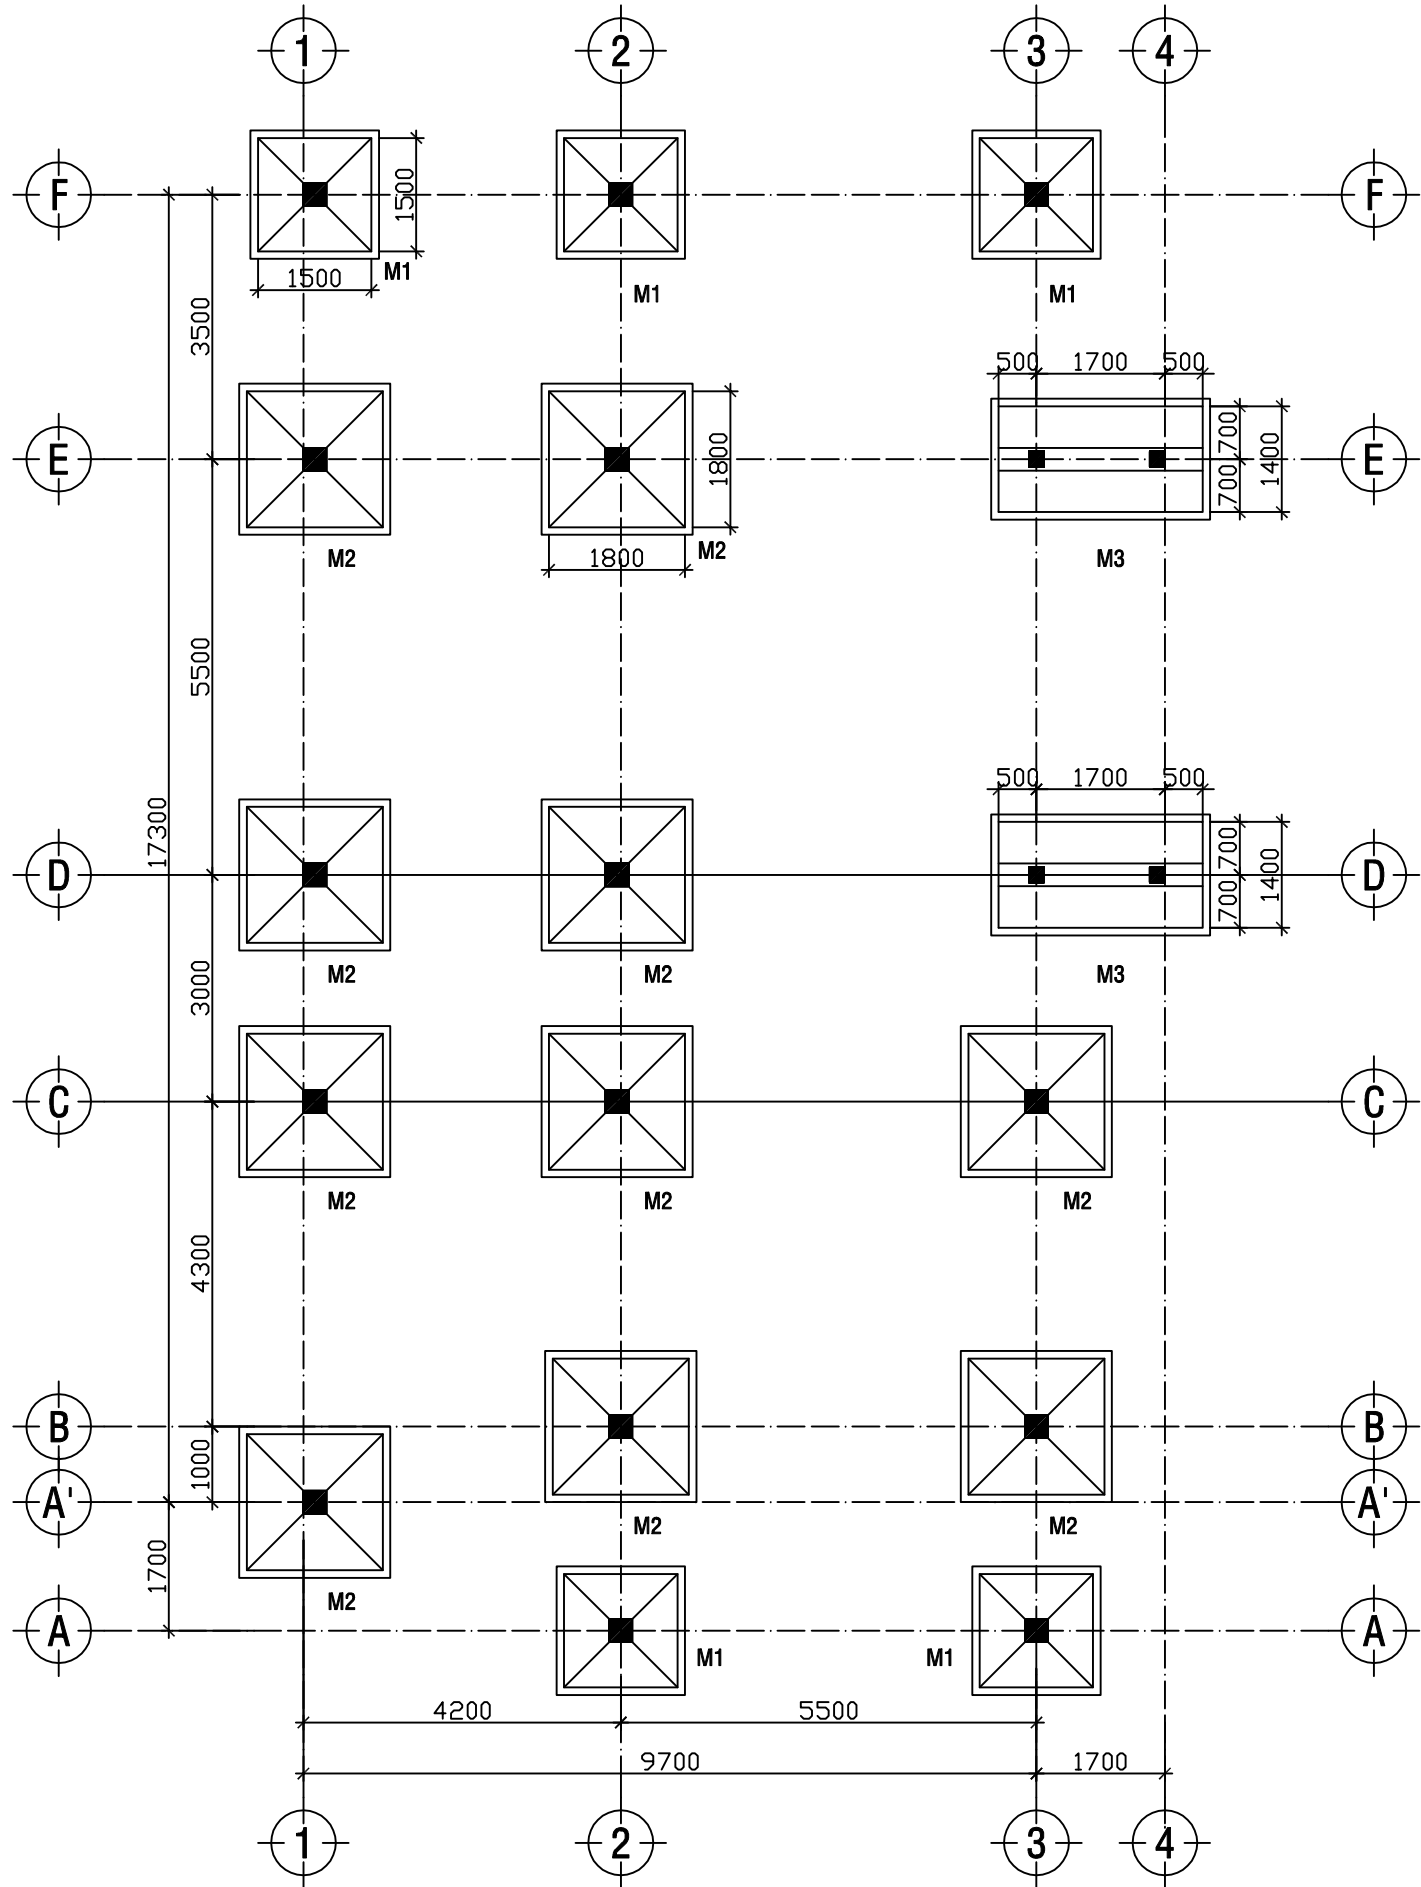 1 2 3 4
F 1500 F
1500 M1 M1 M1
3500
500 1700 500
E 1800 700 1400 E
700
1800 M2
M2 M3
5500
500 1700 500
17300
D 700 1400 D
700
M2 M2 M3
3000
C C
M2 M2 M2
4300
B B
1000
A' A'
M2 M2
1700
M2
A A
M1 M1
4200 5500
9700 1700
1 2 3 4